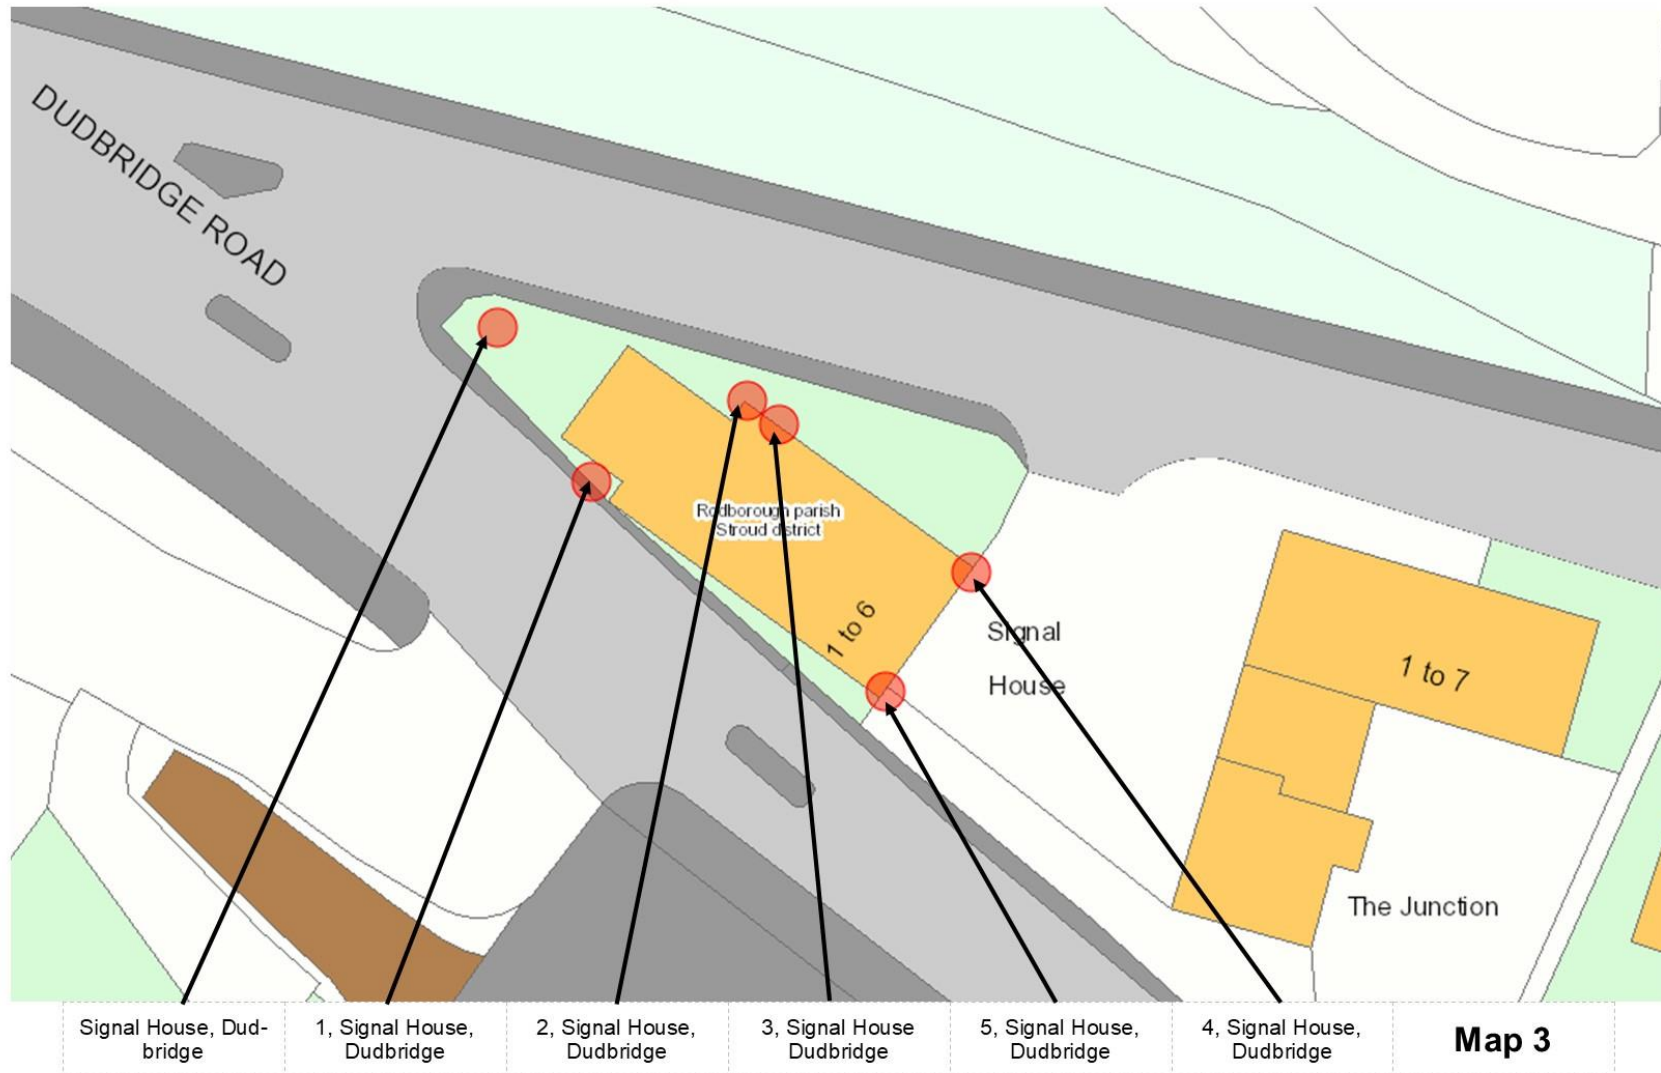 DUDBRIDGE ROAD
Rodborough parish
Stroud district
1 to 6
Signal
House
1 to 7
The Junction
Signal House, Dud-
bridge
1, Signal House,
Dudbridge
2, Signal House,
Dudbridge
3, Signal House
Dudbridge
5, Signal House,
Dudbridge
4, Signal House,
Dudbridge
Map 3